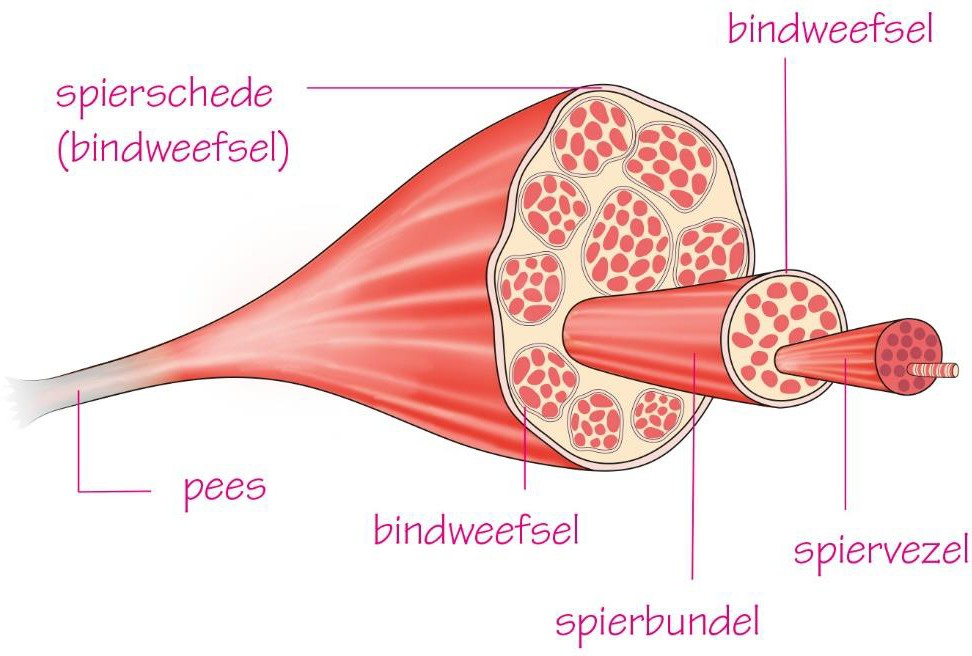 bindweefsel
spierschede
(bindweefsel)
pees
bindweefsel
spiervezel
spierbundel